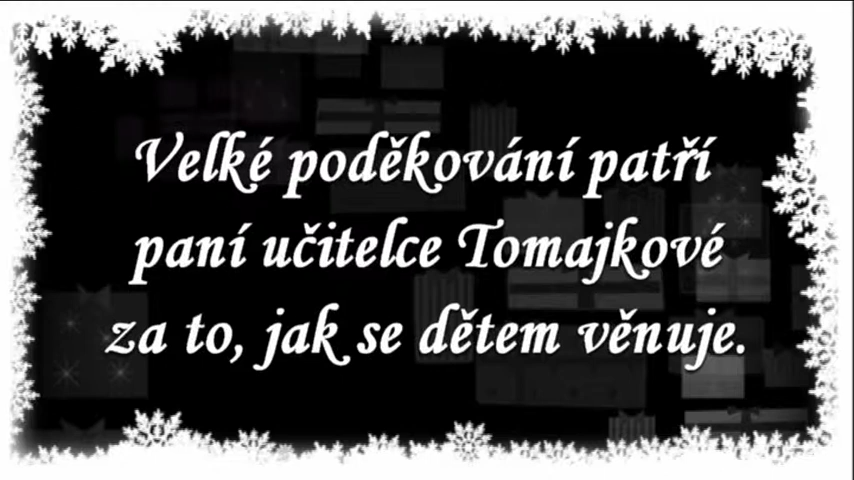 Velké poděkování patří
paní učitelce Tomajkové
za to, jak se dětem věnuje.